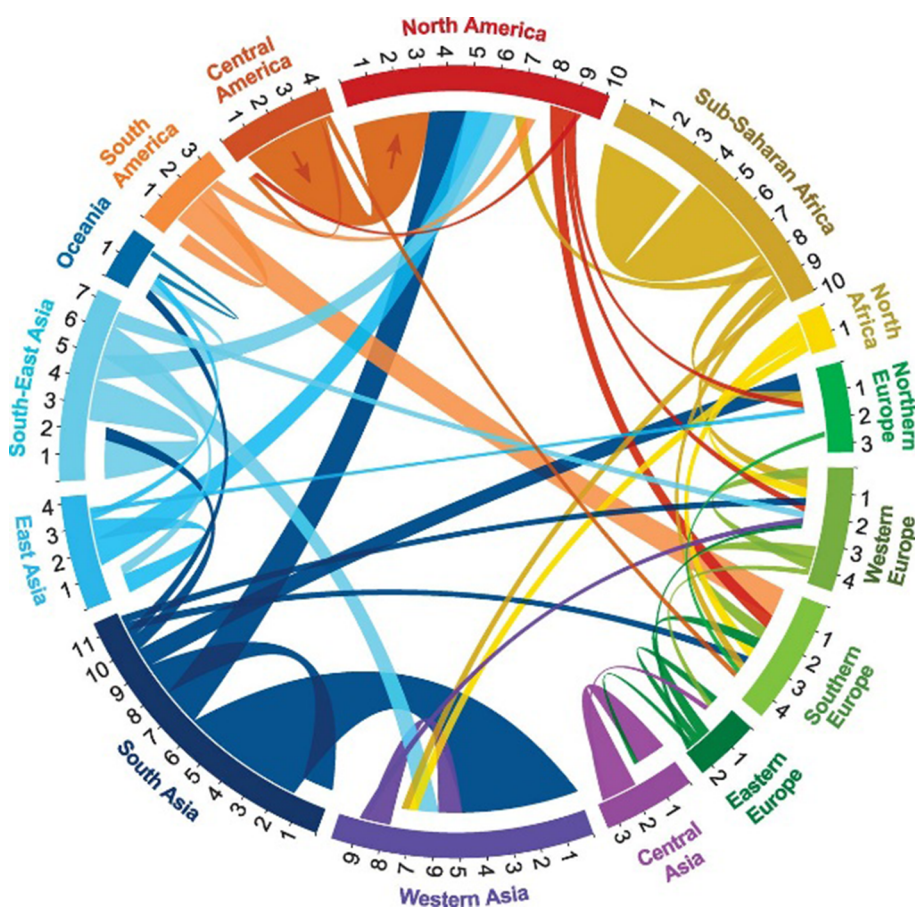 North America
1 2 3 4 5 6 7 8 9 10
Sub-Saharan Africa
1 2 3 4 5 6 7 8 9 10
North
Africa
1
Northern
Europe
1 2 3
Western
Europe
1 2 3 4
Southern
Europe
1 2 3 4
Eastern
Europe
1 2
Central
Asia
1 2 3
Western Asia
1 2 3 4 5 6 7 8 9
South Asia
1 2 3 4 5 6 7 8 9 10 11
East Asia
1 2 3 4
South-East Asia
1 2 3 4 5 6 7
Oceania
1
South
America
1 2 3
Central
America
1 2 3 4